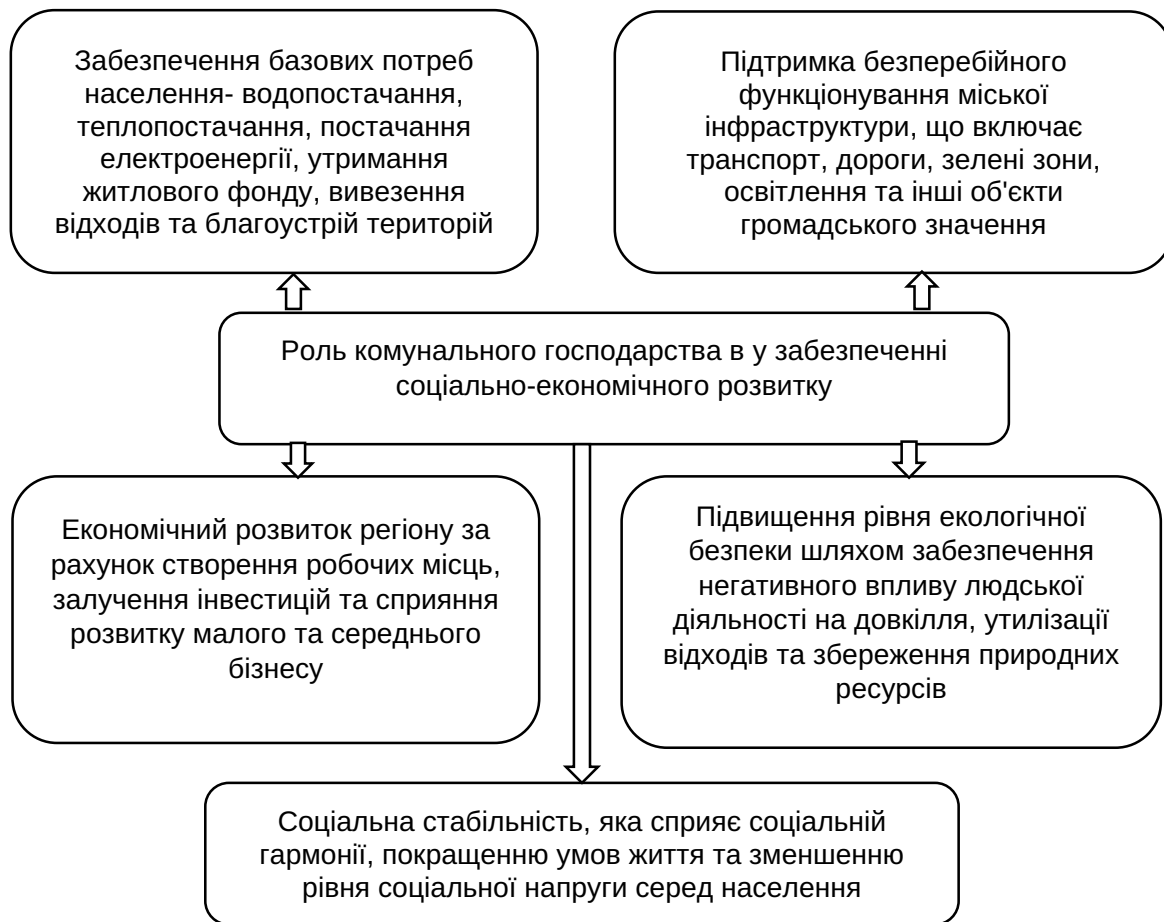 Забезпечення базових потреб
населення- водопостачання,
теплопостачання, постачання
електроенергії, утримання
житлового фонду, вивезення
відходів та благоустрій територій
Підтримка безперебійного
функціонування міської
інфраструктури, що включає
транспорт, дороги, зелені зони,
освітлення та інші об'єкти
громадського значення
Роль комунального господарства в у забезпеченні
соціально-економічного розвитку
Економічний розвиток регіону за
рахунок створення робочих місць,
залучення інвестицій та сприяння
розвитку малого та середнього
бізнесу
Підвищення рівня екологічної
безпеки шляхом забезпечення
негативного впливу людської
діяльності на довкілля, утилізації
відходів та збереження природних
ресурсів
Соціальна стабільність, яка сприяє соціальній
гармонії, покращенню умов життя та зменшенню
рівня соціальної напруги серед населення